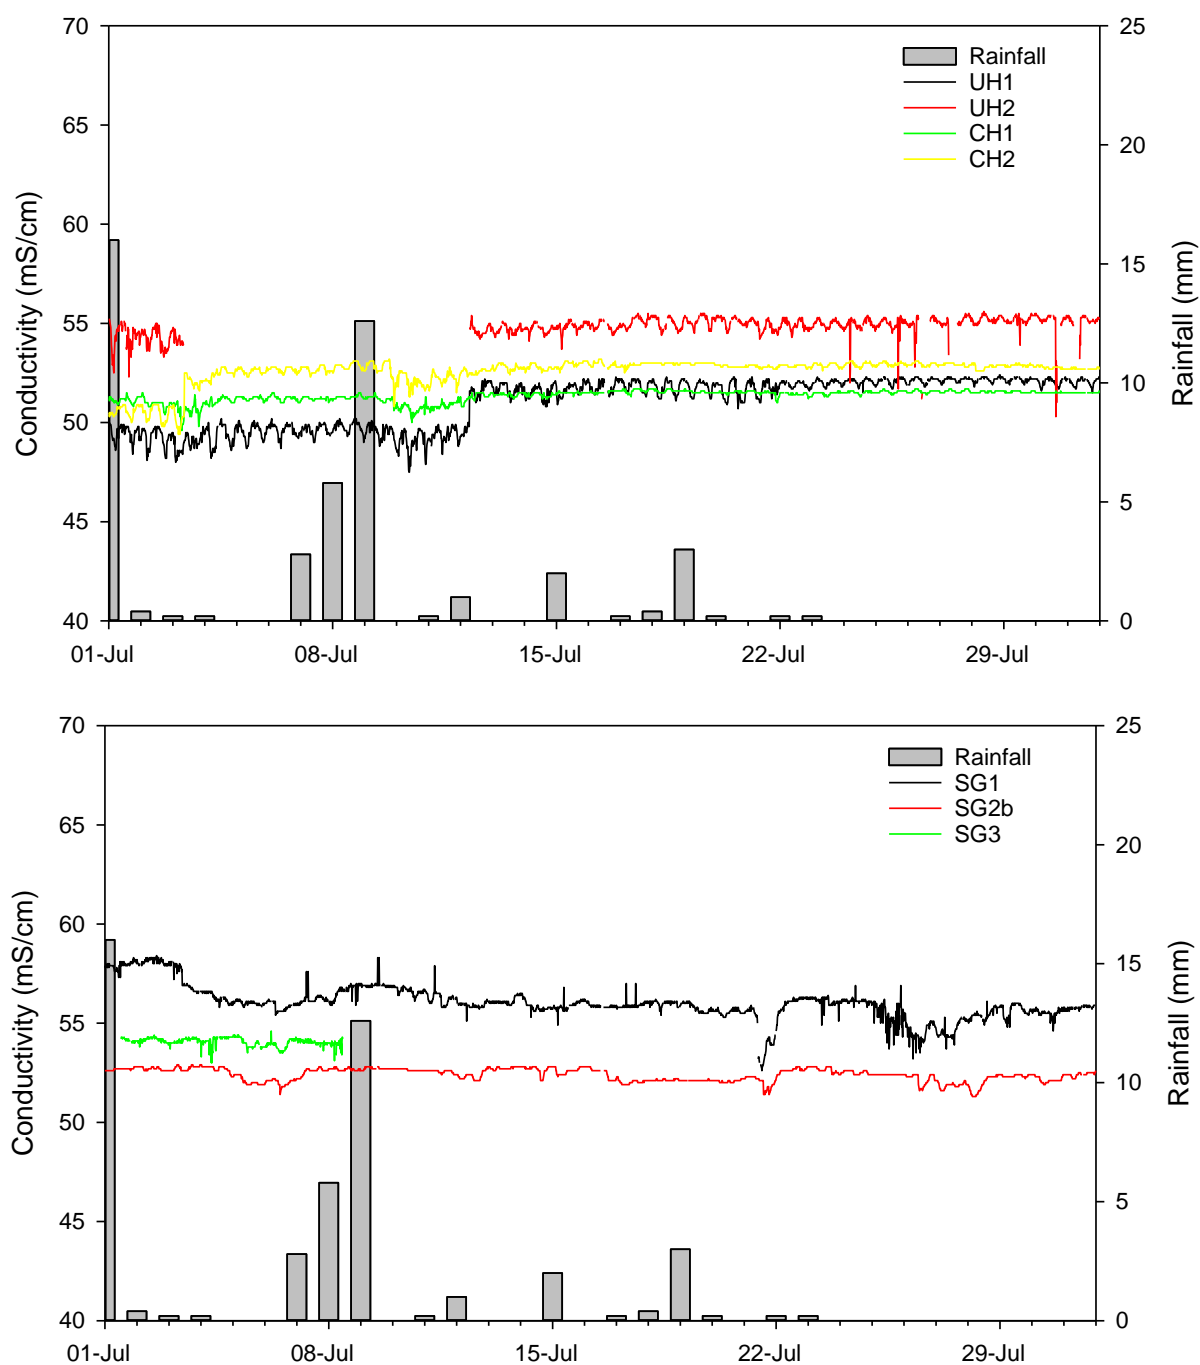 70
25
Rainfall
UH1
UH2
CH1
CH2
65
20
60
15
55
10
50
5
45
0
40
Conductivity (mS/cm)
Rainfall (mm)
01-Jul
08-Jul
15-Jul
22-Jul
29-Jul
70
25
Rainfall
SG1
SG2b
SG3
65
20
60
15
55
10
50
5
45
0
40
Conductivity (mS/cm)
Rainfall (mm)
01-Jul
08-Jul
15-Jul
22-Jul
29-Jul